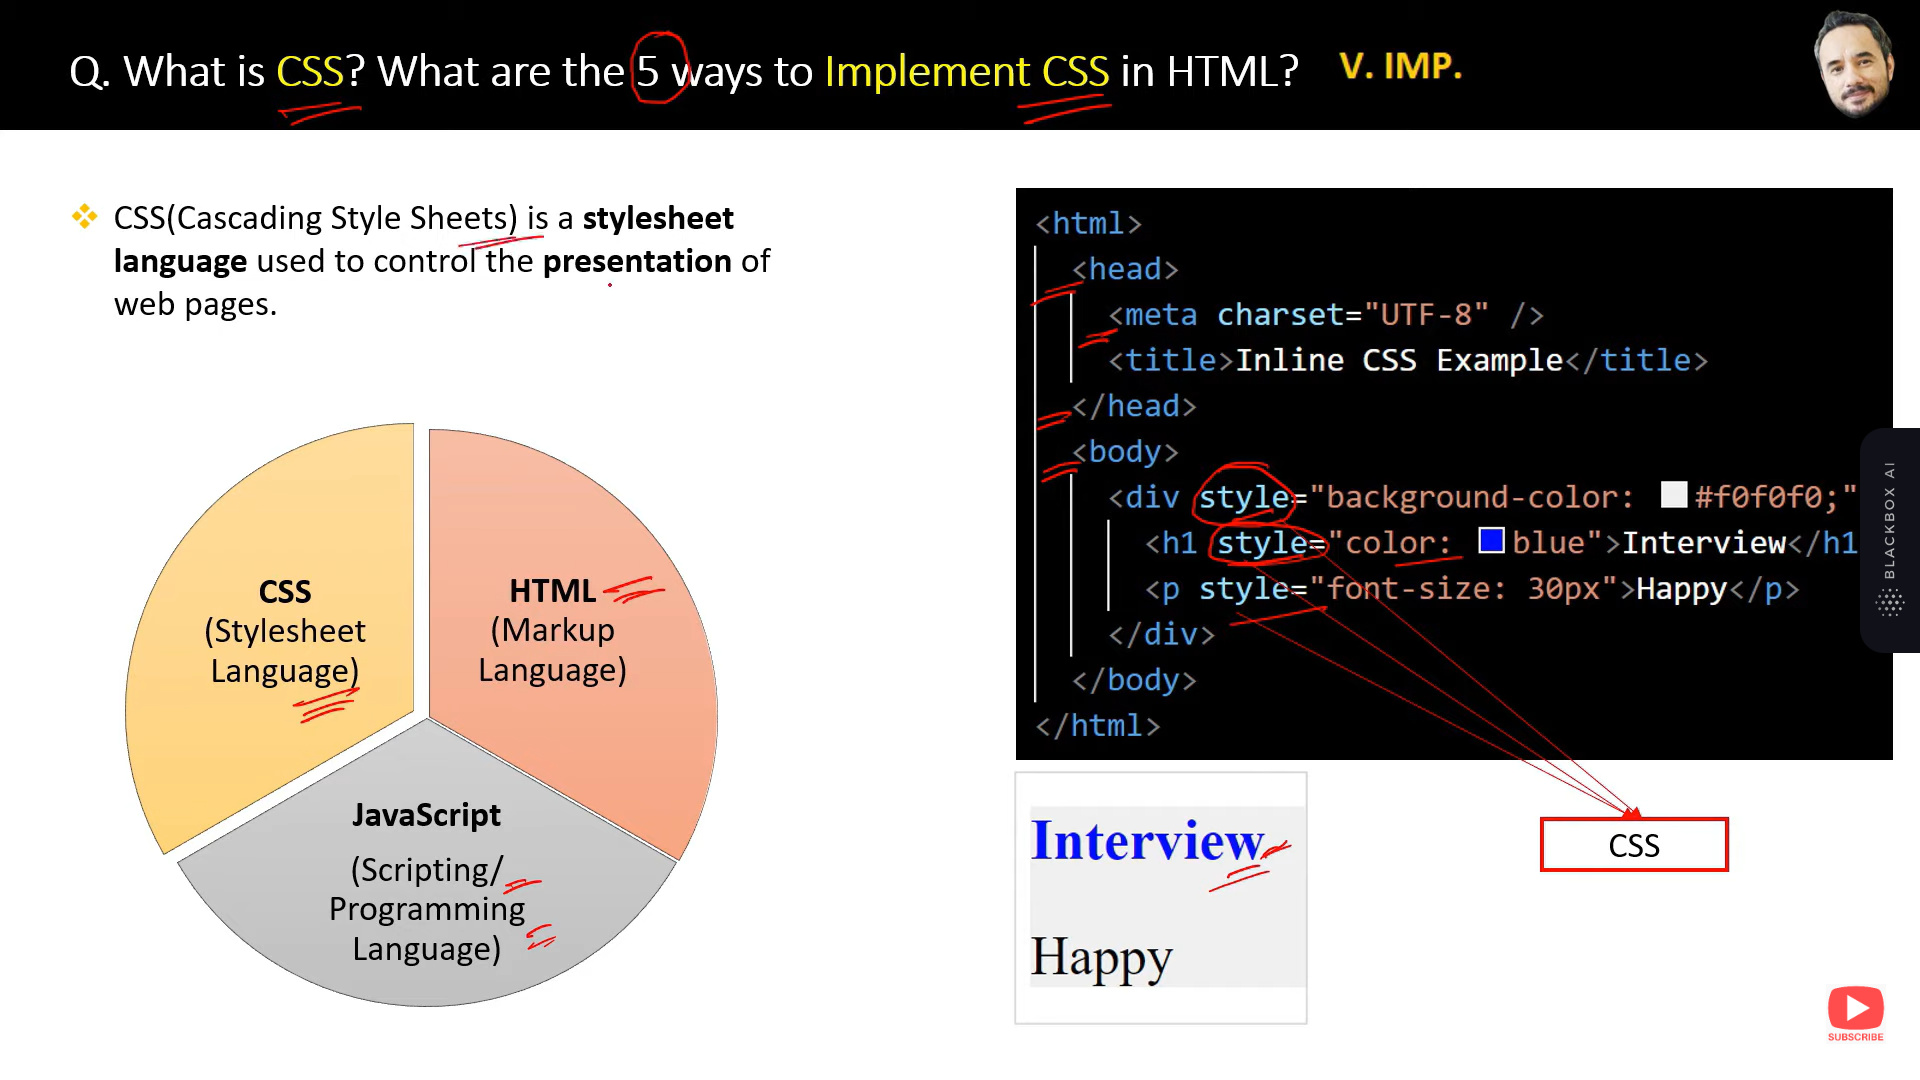 Q. What is CSS? What are the 5 ways to Implement CSS in HTML? V. IMP.
CSS(Cascading Style Sheets) is a stylesheet
language used to control the presentation of
web pages.
CSS
(Stylesheet
Language)
HTML
(Markup
Language)
JavaScript
(Scripting/
Programming
Language)
<html>
<head>
<meta charset="UTF-8" />
<title>Inline CSS Example</title>
</head>
<body>
<div style="background-color: #f0f0f0;"
<h1 style="color: blue">Interview</h1
<p style="font-size: 30px">Happy</p>
</div>
</body>
</html>
BLACKBOX AI
Interview
Happy
CSS
SUBSCRIBE